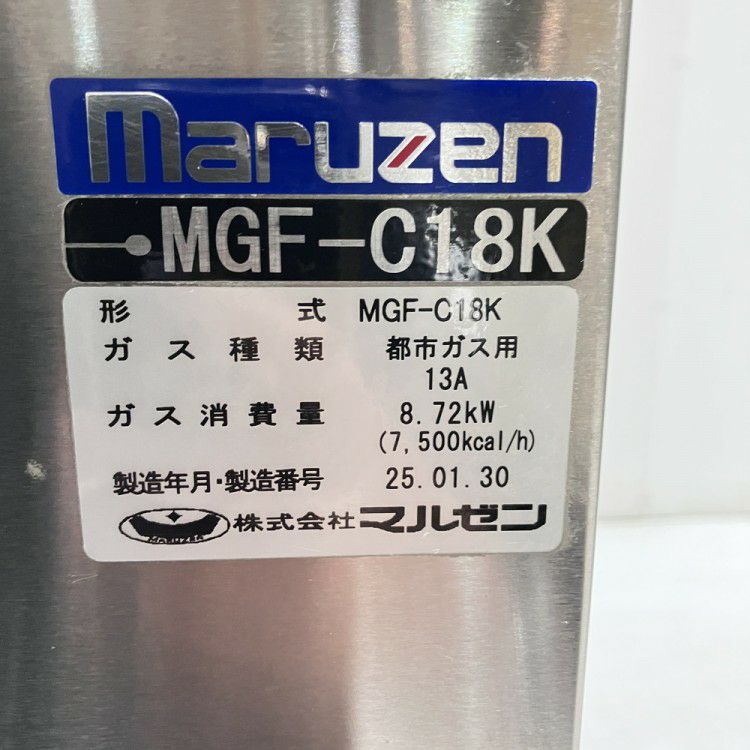 maruzen
MGF-C18K
形式 MGF-C18K
ガス種類 都市ガス用
13A
ガス消費量 8.72kW
(7,500kcal/h)
製造年月・製造番号 25.01.30
MARUZEN 株式会社マルゼン